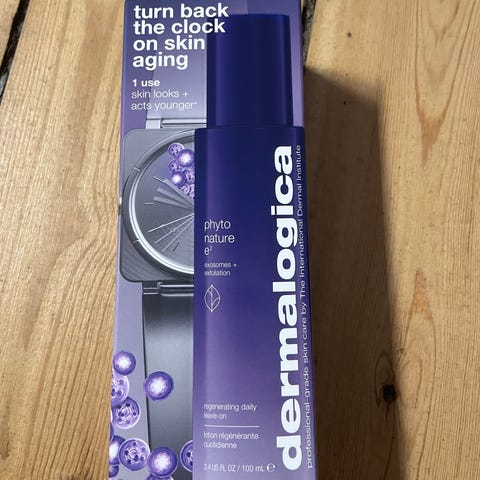 turn back
the clock
on skin
aging
1 use
skin looks +
acts younger*
phyto
nature
e²
exosomes +
exfoliation
regenerating daily
leave-on
lotion régénérante
quotidienne
3.4 US FL OZ / 100 mL ℮
dermalogica
professional-grade skin care by The International Dermal Institute